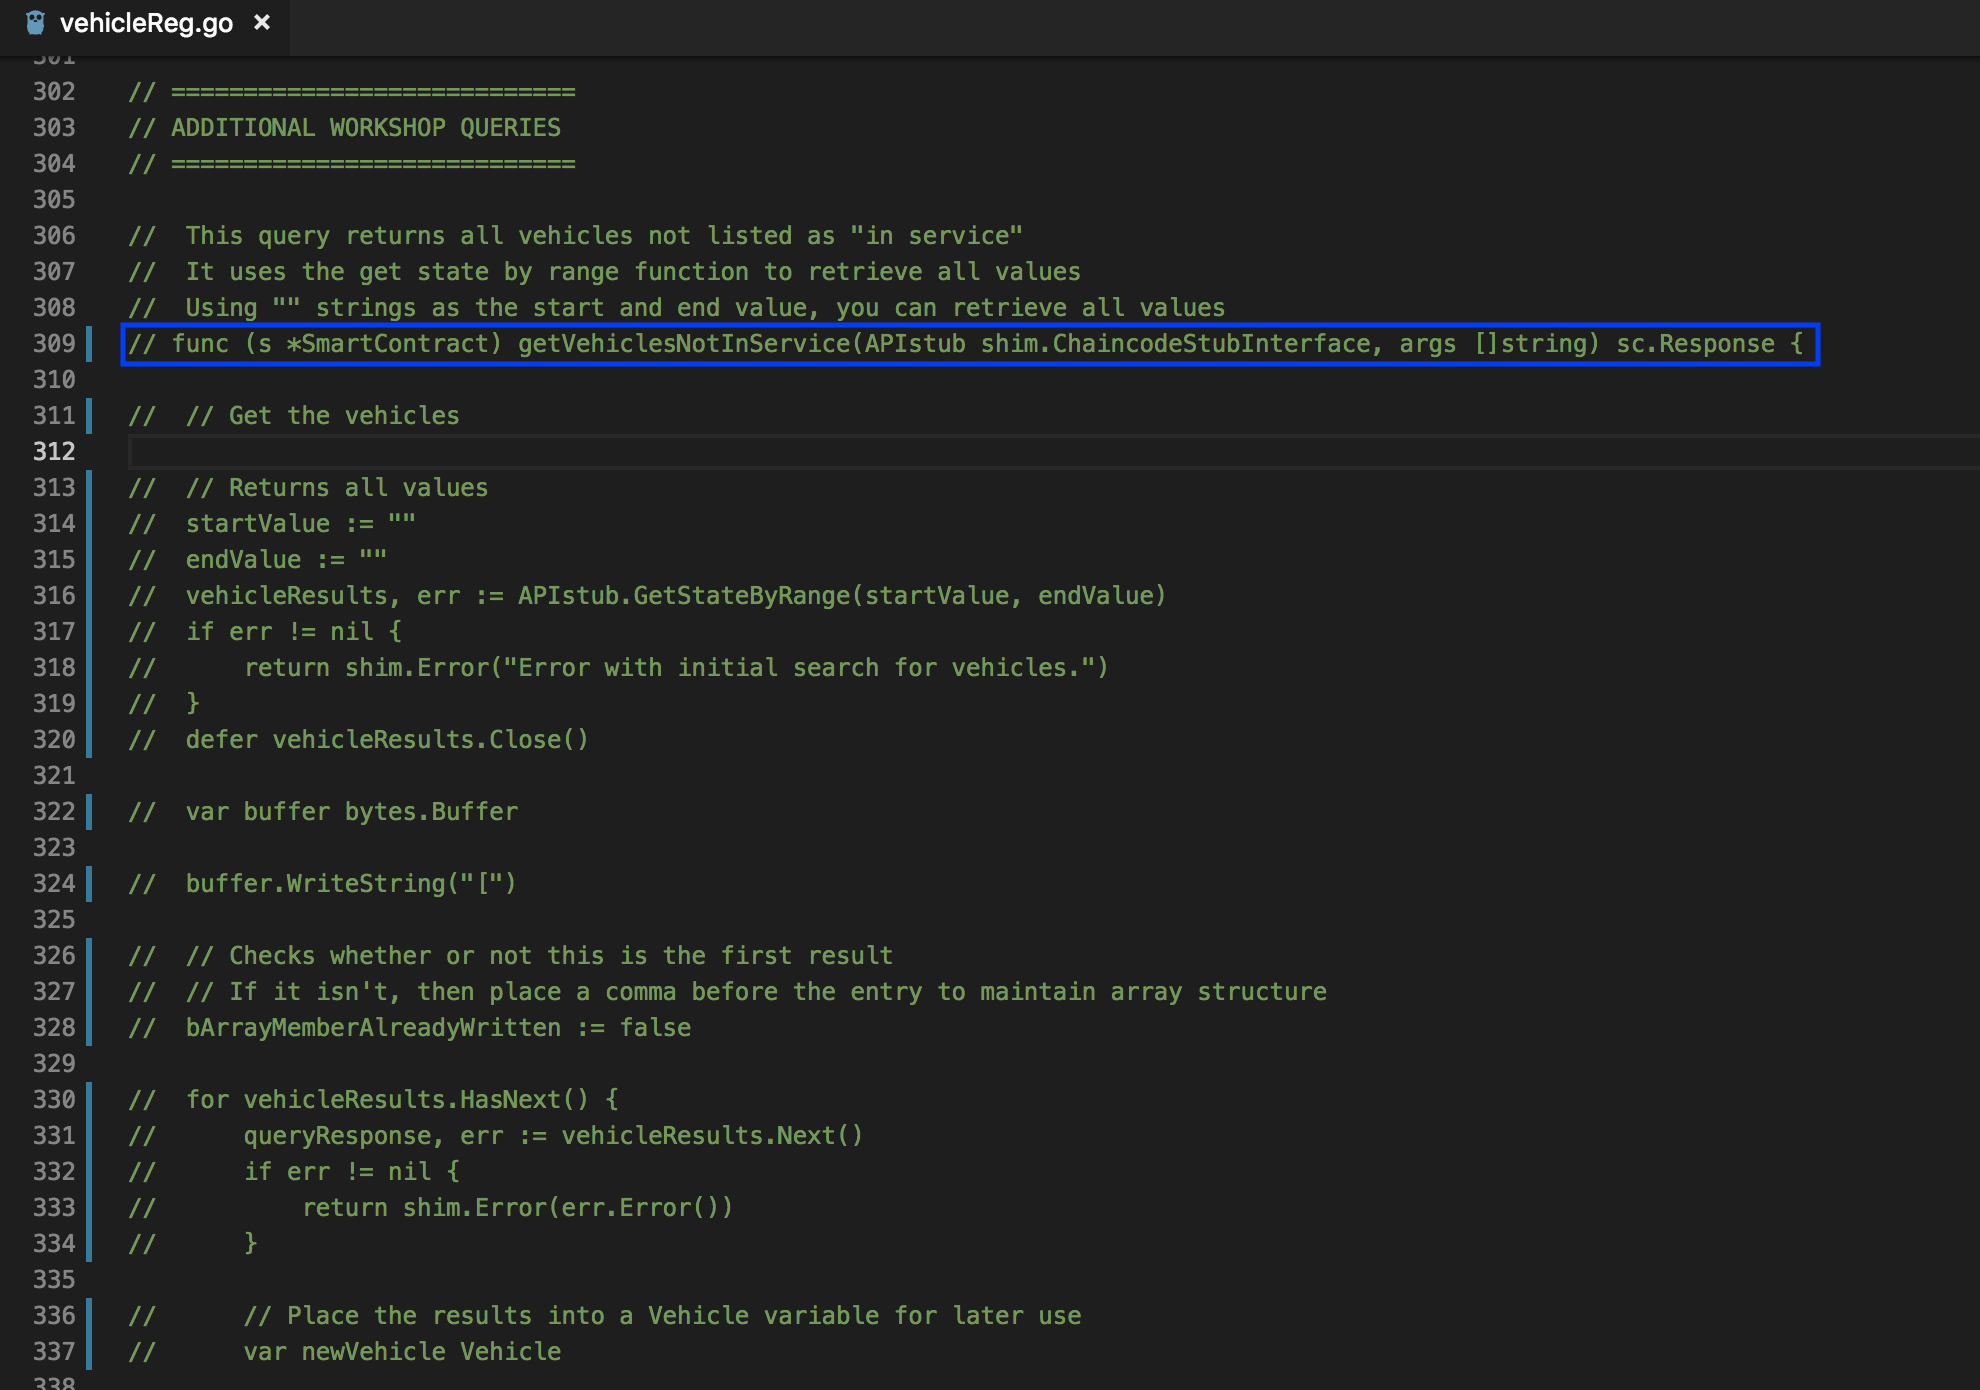 vehicleReg.go ×
301
302 // ============================
303 // ADDITIONAL WORKSHOP QUERIES
304 // ============================
305
306 //  This query returns all vehicles not listed as "in service"
307 //  It uses the get state by range function to retrieve all values
308 //  Using "" strings as the start and end value, you can retrieve all values
309 // func (s *SmartContract) getVehiclesNotInService(APIstub shim.ChaincodeStubInterface, args []string) sc.Response {
310
311 //  // Get the vehicles
312
313 //  // Returns all values
314 //  startValue := ""
315 //  endValue := ""
316 //  vehicleResults, err := APIstub.GetStateByRange(startValue, endValue)
317 //  if err != nil {
318 //      return shim.Error("Error with initial search for vehicles.")
319 //  }
320 //  defer vehicleResults.Close()
321
322 //  var buffer bytes.Buffer
323
324 //  buffer.WriteString("[")
325
326 //  // Checks whether or not this is the first result
327 //  // If it isn't, then place a comma before the entry to maintain array structure
328 //  bArrayMemberAlreadyWritten := false
329
330 //  for vehicleResults.HasNext() {
331 //      queryResponse, err := vehicleResults.Next()
332 //      if err != nil {
333 //          return shim.Error(err.Error())
334 //      }
335
336 //      // Place the results into a Vehicle variable for later use
337 //      var newVehicle Vehicle
338